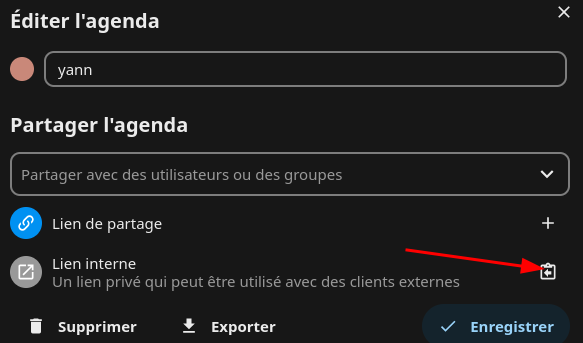 Éditer l'agenda
yann
Partager l'agenda
Partager avec des utilisateurs ou des groupes
Lien de partage
Lien interne
Un lien privé qui peut être utilisé avec des clients externes
Supprimer Exporter Enregistrer